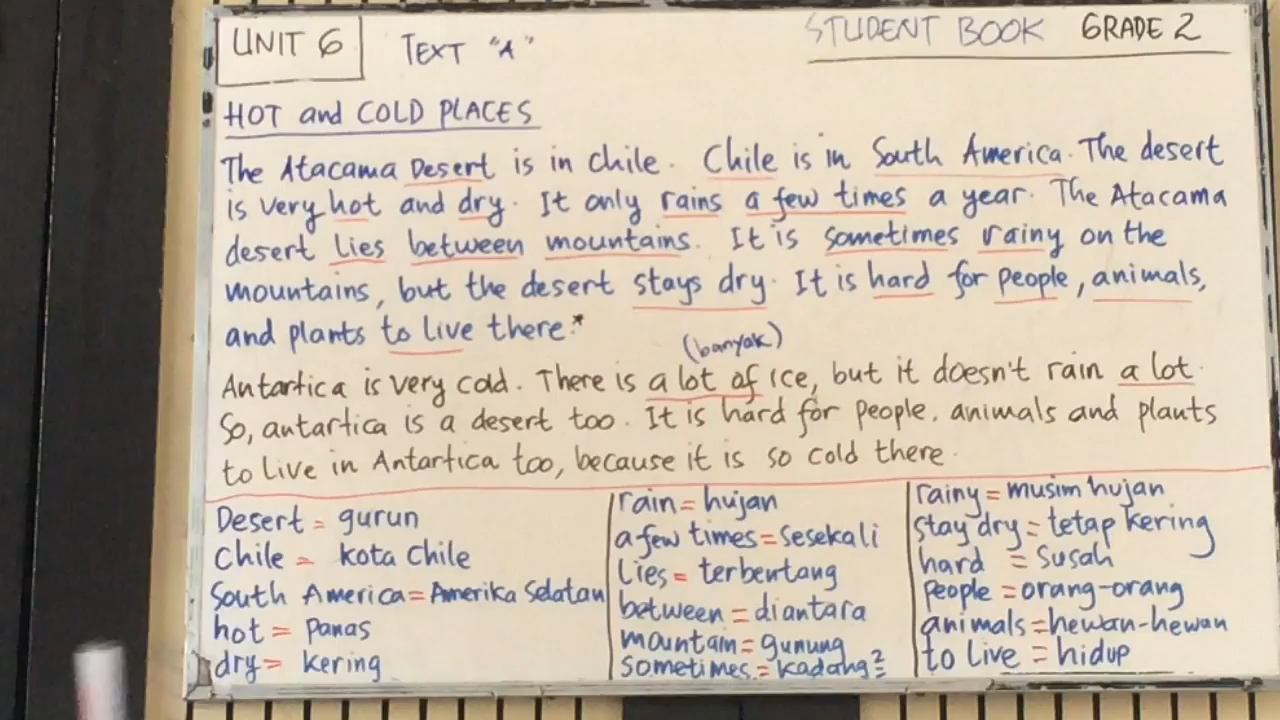 UNIT 6 TEXT "A" STUDENT BOOK GRADE 2
HOT and COLD PLACES
The Atacama Desert is in chile. Chile is in South America. The desert
is very hot and dry. It only rains a few times a year. The Atacama
desert lies between mountains. It is sometimes rainy on the
mountains, but the desert stays dry. It is hard for people, animals,
and plants to live there.*
(banyak)
Antartica is very cold. There is a lot of ice, but it doesn't rain a lot.
So, antartica is a desert too. It is hard for people. animals and plants
to live in Antartica too, because it is so cold there.
Desert = gurun
Chile = kota Chile
South America = Amerika Selatan
hot = Panas
dry = kering
rain = hujan
a few times = sesekali
lies = terbentang
between = diantara
mountain = gunung
sometimes = kadang²
rainy = musim hujan
stay dry = tetap kering
hard = Susah
people = orang-orang
animals = hewan-hewan
to live = hidup